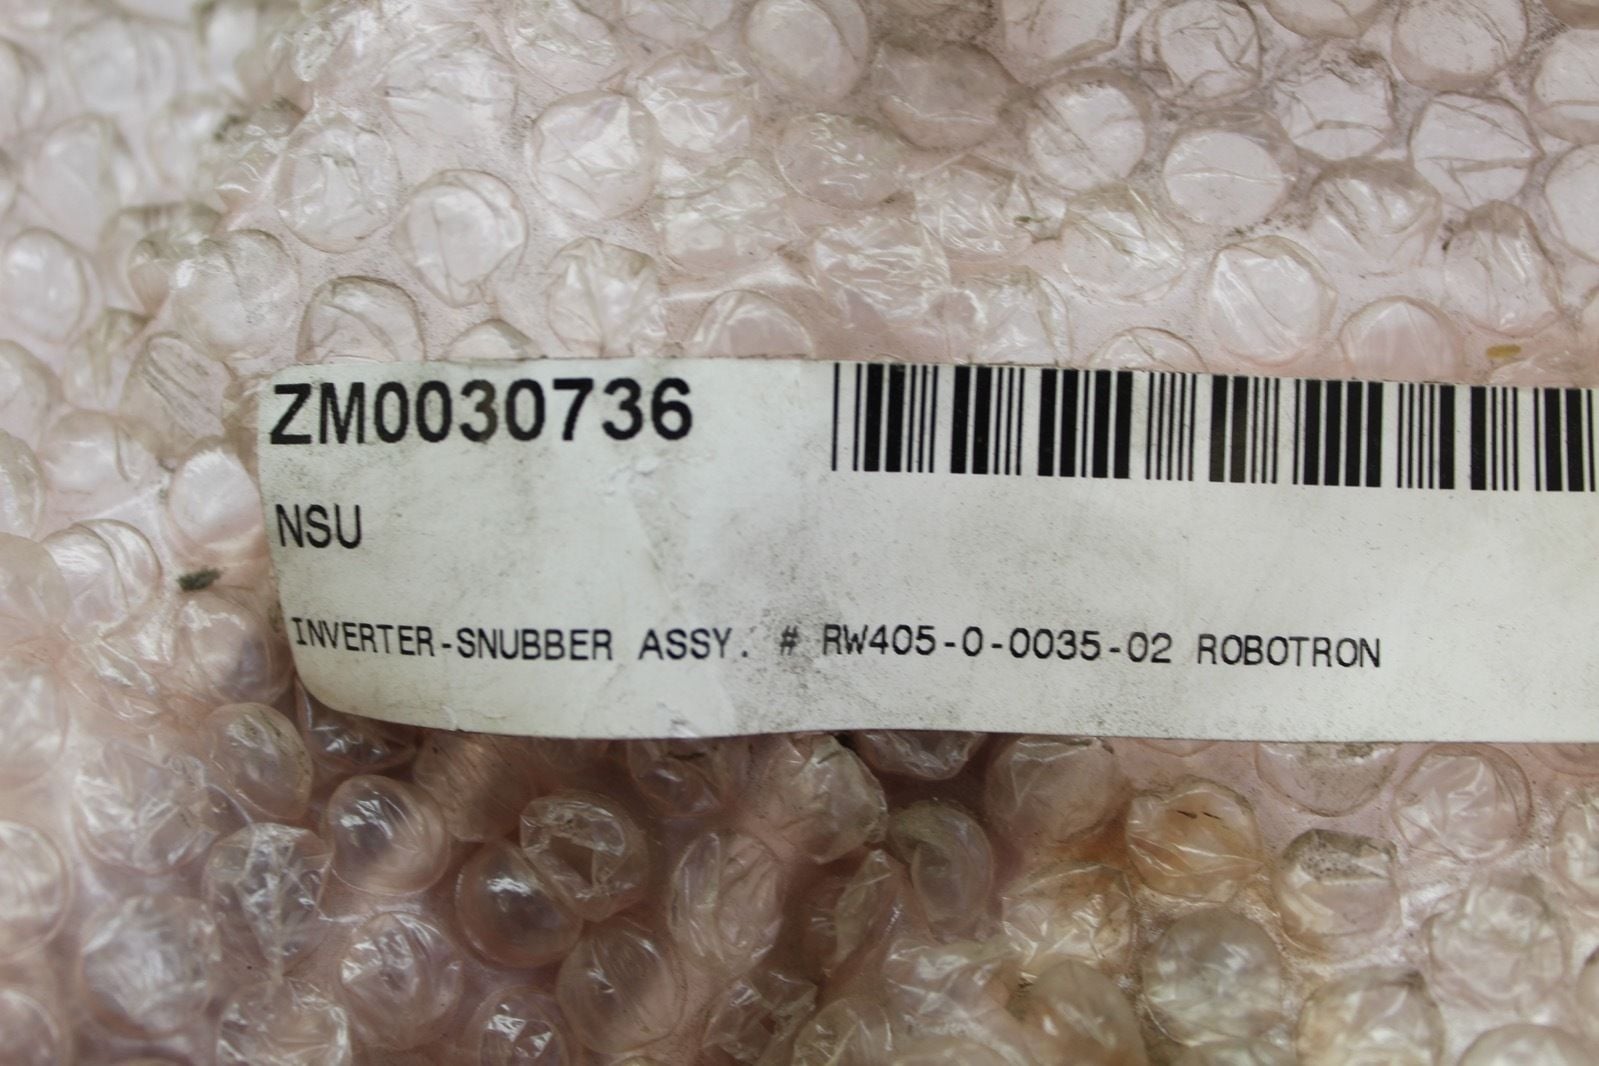 ZM0030736
NSU
INVERTER-SNUBBER ASSY. # RW405-0-0035-02 ROBOTRON